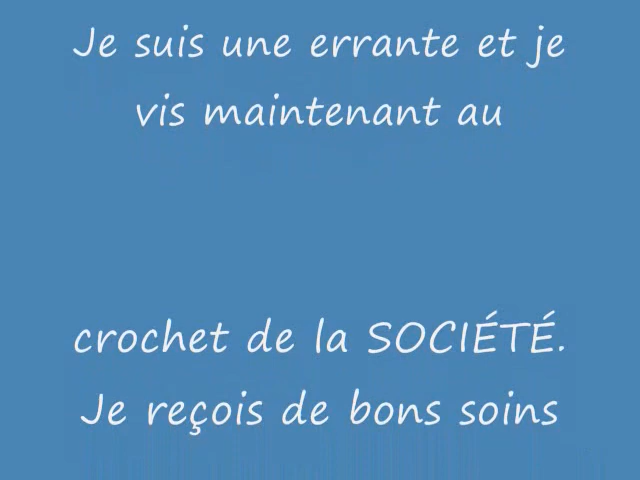 Je suis une errante et je
vis maintenant au
crochet de la SOCIÉTÉ.
Je reçois de bons soins